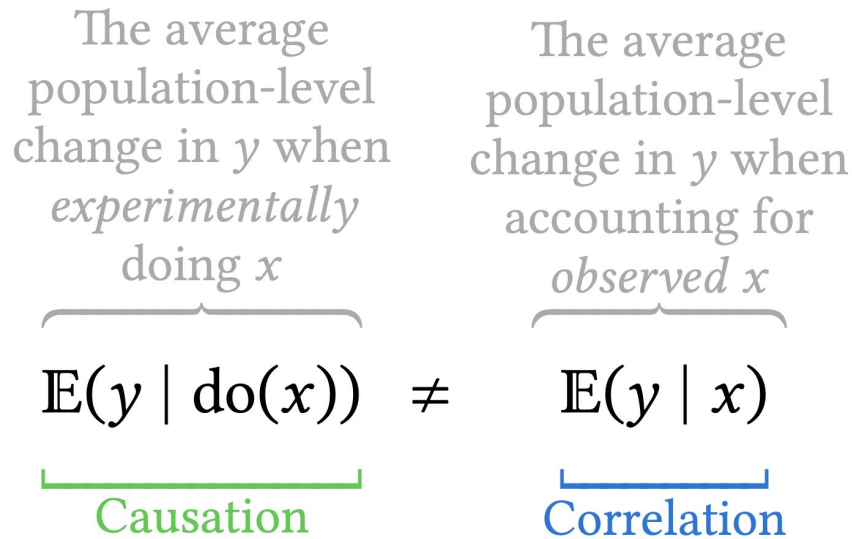 The average
population-level
change in y when
experimentally
doing x
The average
population-level
change in y when
accounting for
observed x
𝔼(y | do(x)) ≠ 𝔼(y | x)
Causation
Correlation